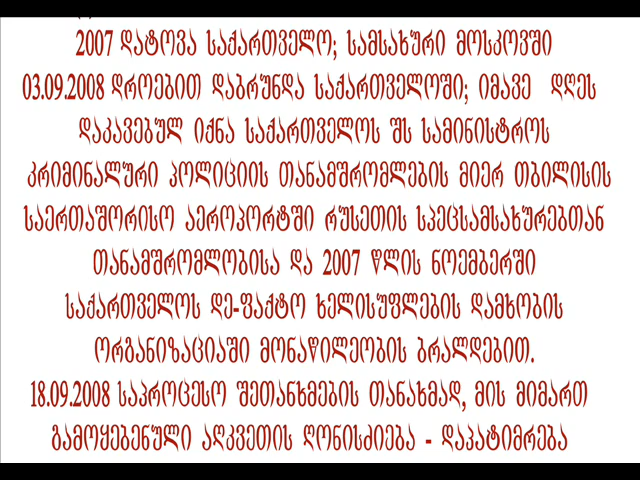 2007 დატოვა საქართველო; სამსახური მოსკოვში
03.09.2008 დროებით დაბრუნდა საქართველოში; იმავე დღეს
დაკავებულ იქნა საქართველოს შს სამინისტროს
კრიმინალური პოლიციის თანამშრომლების მიერ თბილისის
საერთაშორისო აეროპორტში რუსეთის სპეცსამსახურებთან
თანამშრომლობისა და 2007 წლის ნოემბერში
საქართველოს დე-ფაქტო ხელისუფლების დამხობის
ორგანიზაციაში მონაწილეობის ბრალდებით.
18.09.2008 საპროცესო შეთანხმების თანახმად, მის მიმართ
გამოყებენული აღკვეთის ღონისძიება - დაპატიმრება